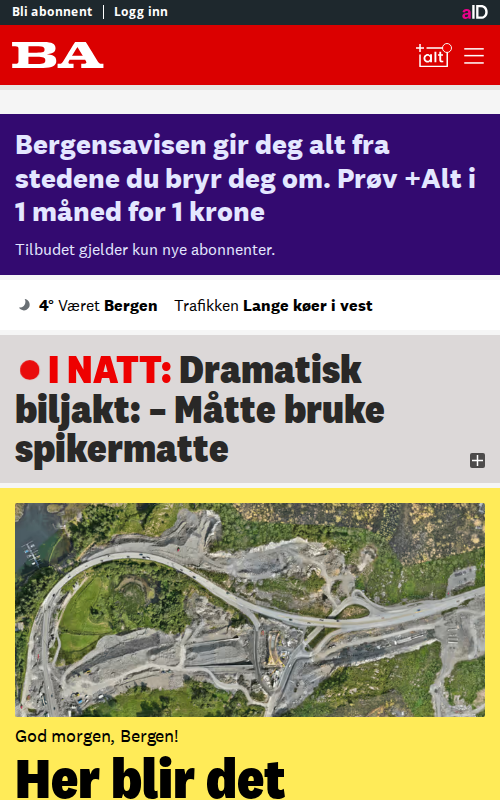 Bli abonnent | Logg inn
aID
BA
+alt
Bergensavisen gir deg alt fra
stedene du bryr deg om. Prøv +Alt i
1 måned for 1 krone
Tilbudet gjelder kun nye abonnenter.
4° Været Bergen Trafikken Lange køer i vest
I NATT: Dramatisk
biljakt: – Måtte bruke
spikermatte
God morgen, Bergen!
Her blir det